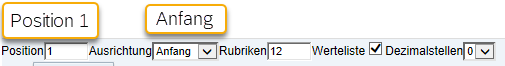 Position 1 Anfang
Position 1 Ausrichtung Anfang Rubriken 12 Werteliste Dezimalstellen 0